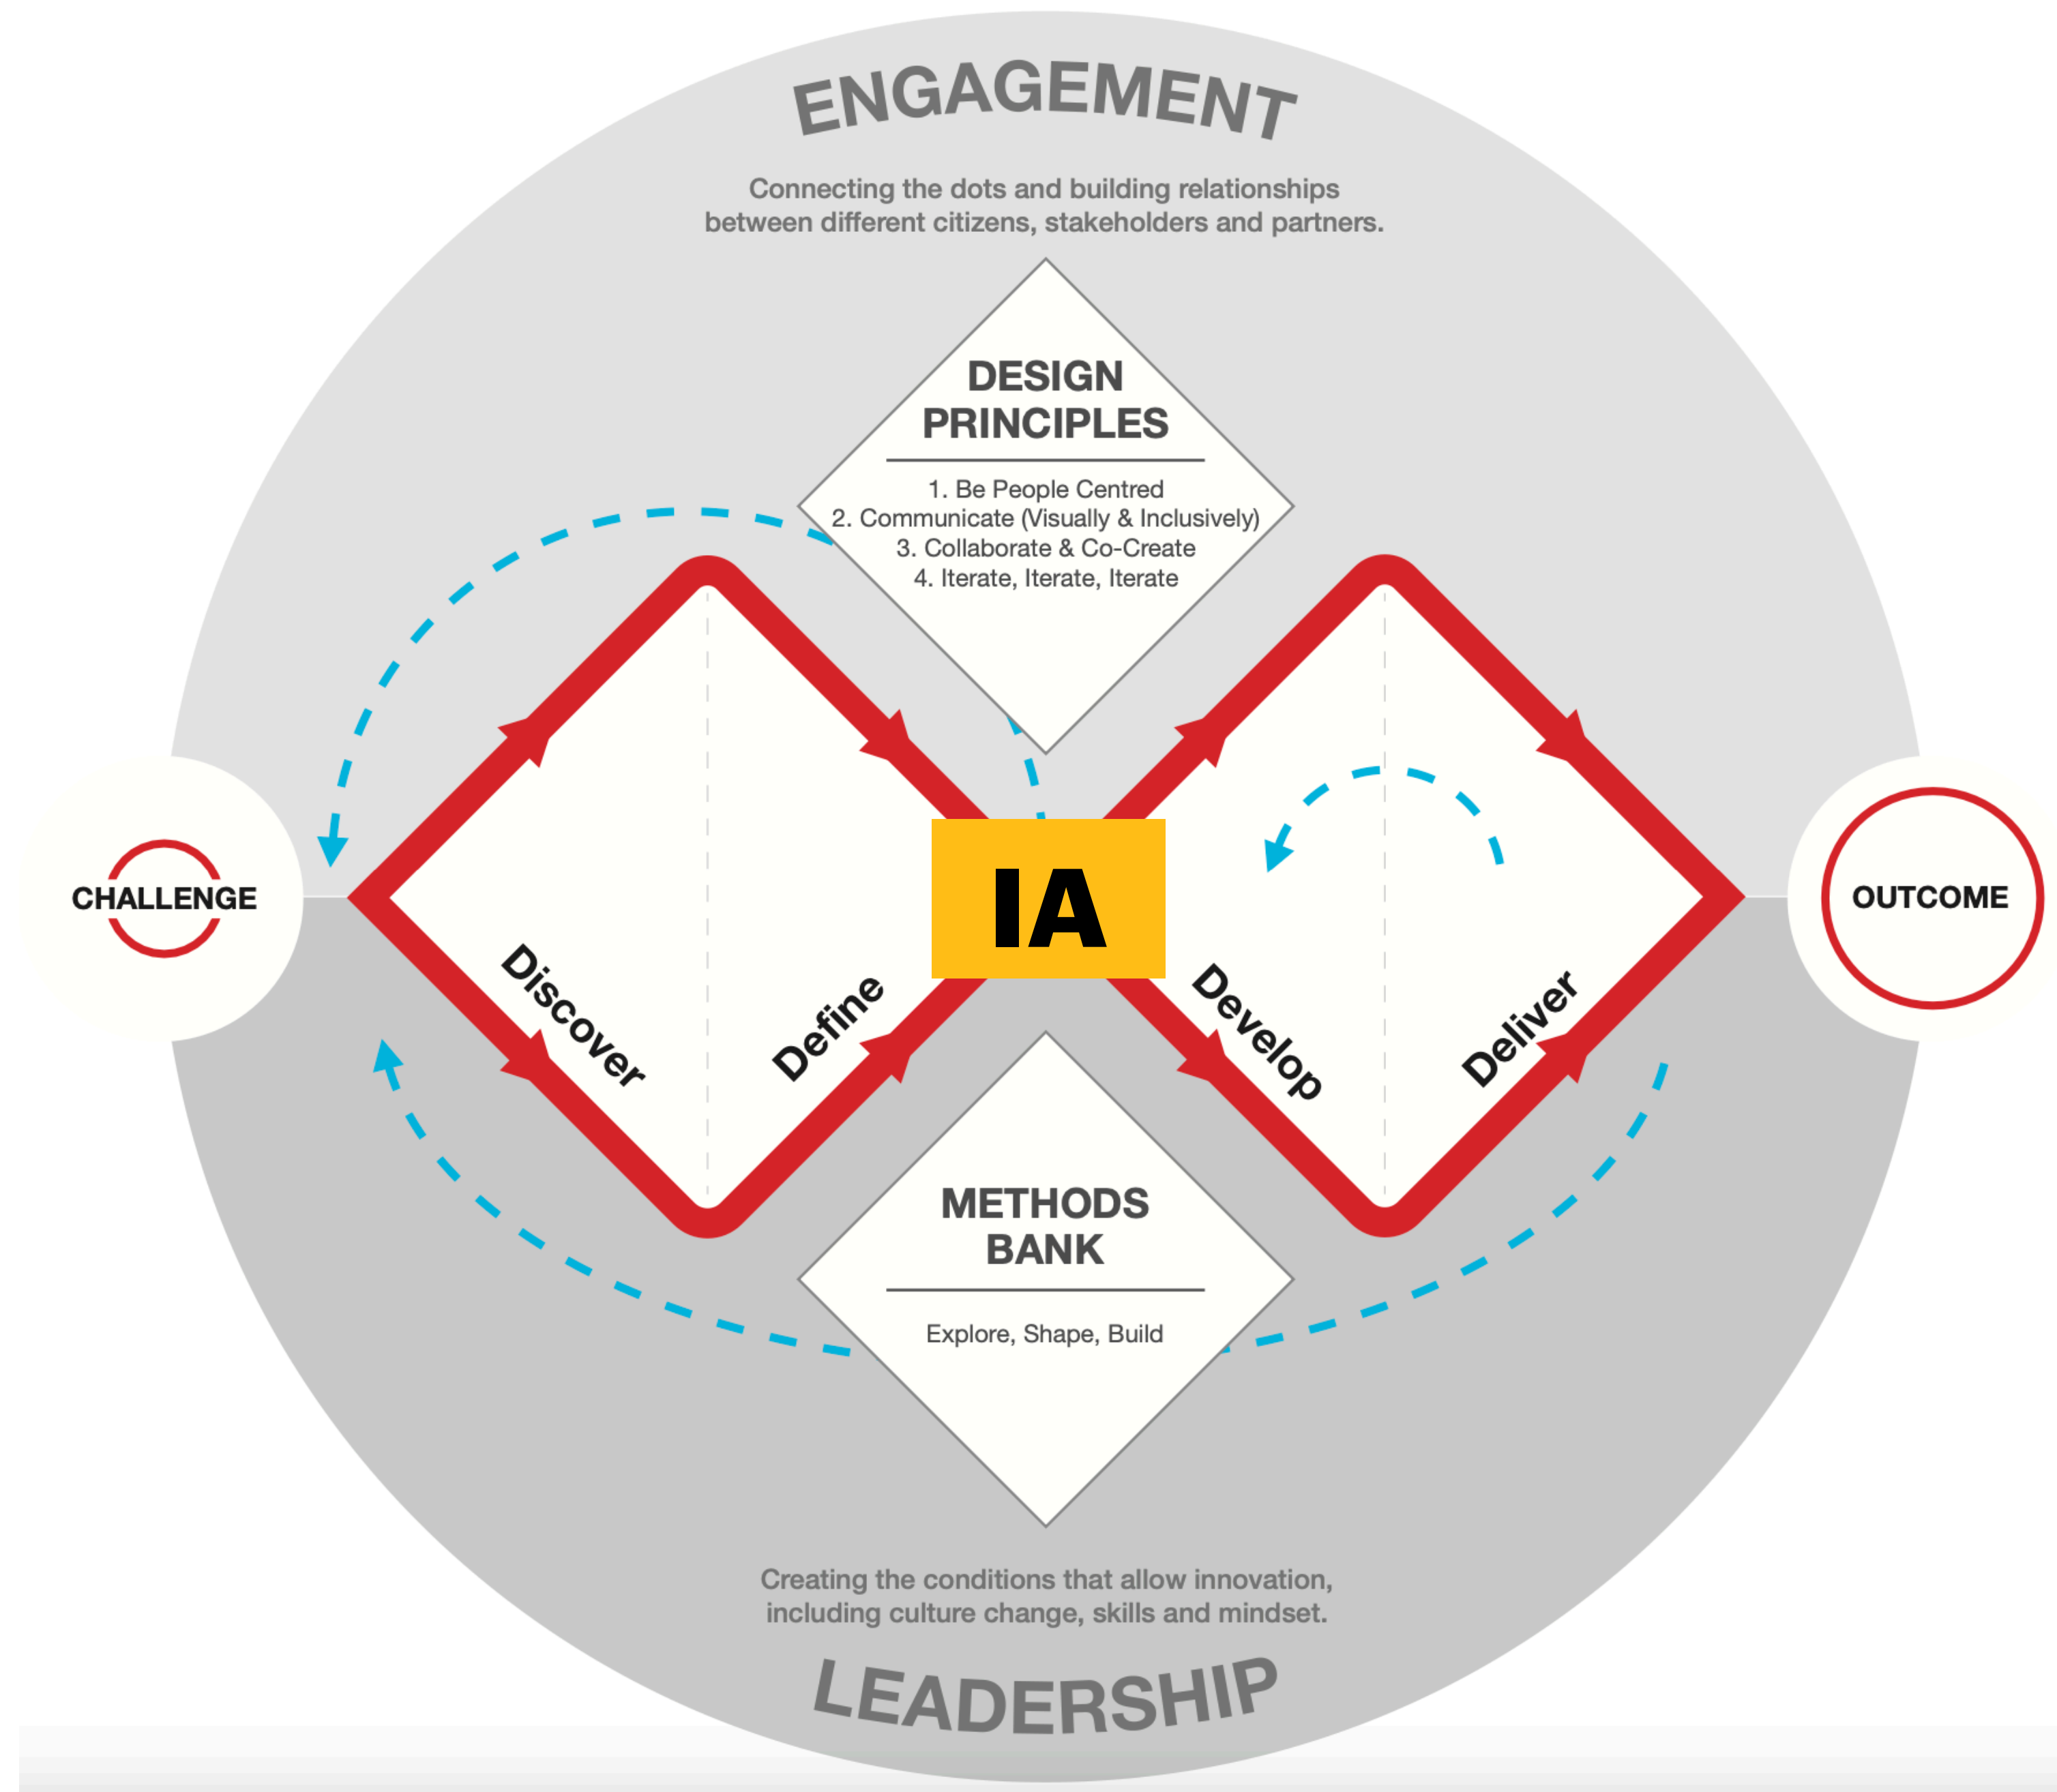 ENGAGEMENT
Connecting the dots and building relationships
between different citizens, stakeholders and partners.
DESIGN
PRINCIPLES
1. Be People Centred
2. Communicate (Visually & Inclusively)
3. Collaborate & Co-Create
4. Iterate, Iterate, Iterate
CHALLENGE
Discover
Define
IA
Develop
Deliver
OUTCOME
METHODS
BANK
Explore, Shape, Build
Creating the conditions that allow innovation,
including culture change, skills and mindset.
LEADERSHIP